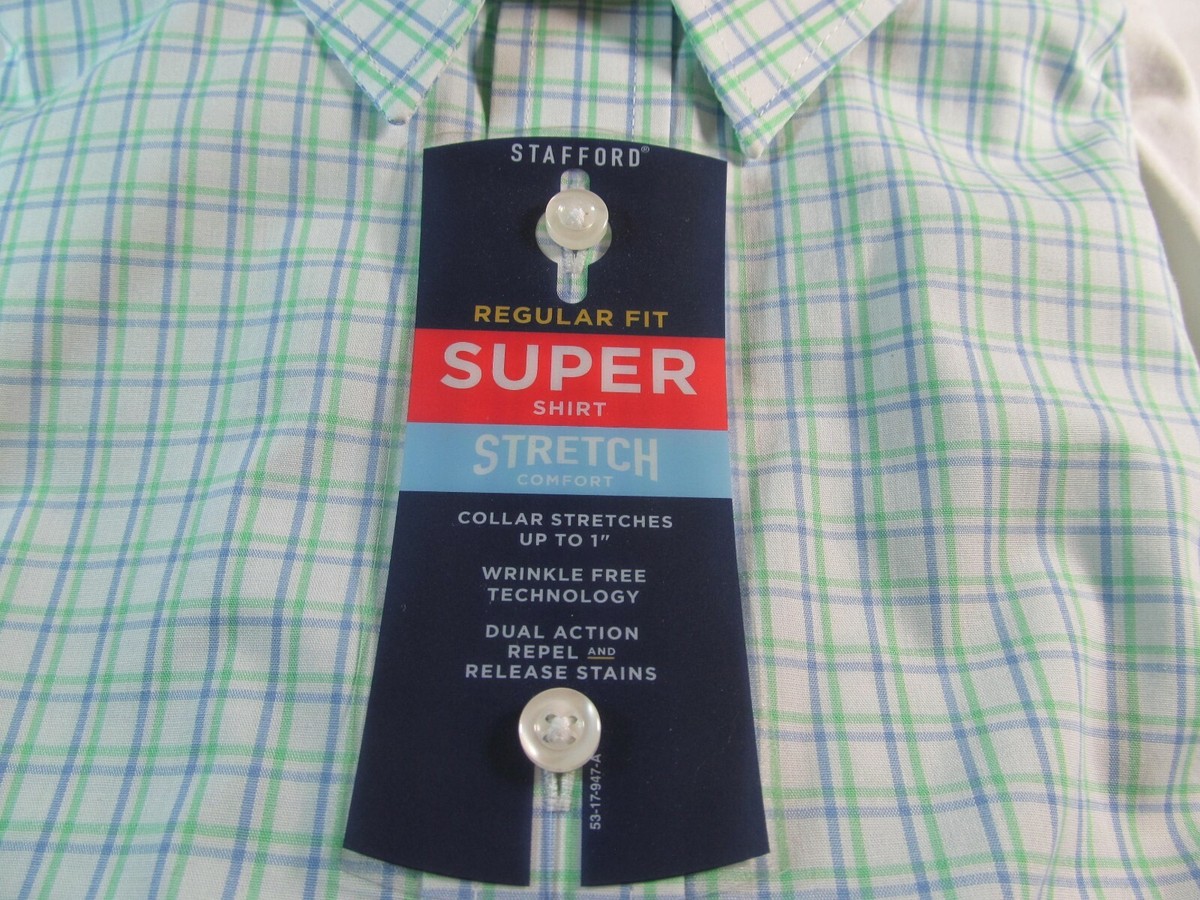 STAFFORD®
REGULAR FIT
SUPER
SHIRT
STRETCH
COMFORT
COLLAR STRETCHES
UP TO 1"
WRINKLE FREE
TECHNOLOGY
DUAL ACTION
REPEL AND
RELEASE STAINS
53-17-947-A